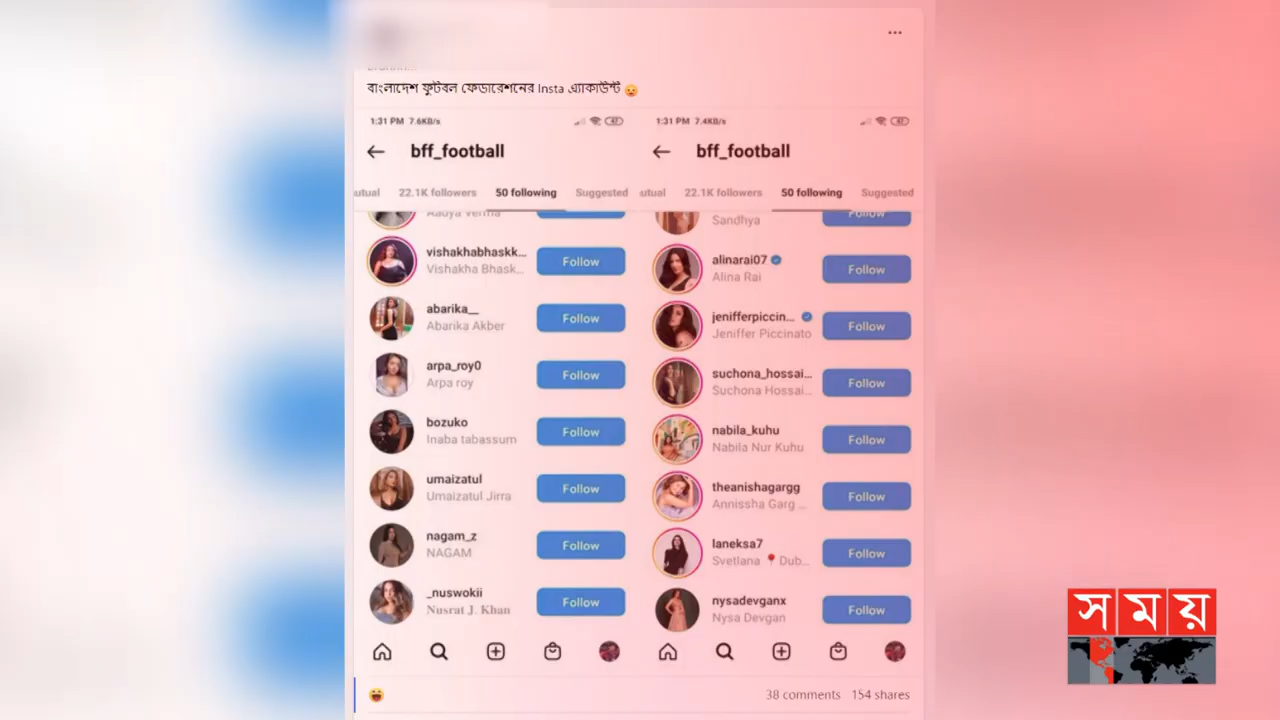 বাংলাদেশ ফুটবল ফেডারেশনের Insta এ্যাকাউন্ট 😮
1:31 PM 7.6KB/s
bff_football
utual 22.1K followers 50 following Suggested
Aadya Verma
vishakhabhaskk...
Vishakha Bhask...
Follow
abarika__
Abarika Akber
Follow
arpa_roy0
Arpa roy
Follow
bozuko
Inaba tabassum
Follow
umaizatul
Umaizatul Jirra
Follow
nagam_z
NAGAM
Follow
_nuswokii
Nusrat J. Khan
Follow
1:31 PM 7.4KB/s
bff_football
utual 22.1K followers 50 following Suggested
Sandhya
Follow
alinarai07
Alina Rai
Follow
jenifferpiccin...
Jeniffer Piccinato
Follow
suchona_hossai...
Suchona Hossai...
Follow
nabila_kuhu
Nabila Nur Kuhu
Follow
theanishagargg
Annissha Garg ...
Follow
laneksa7
Svetlana 📍 Dub...
Follow
nysadevganx
Nysa Devgan
Follow
38 comments 154 shares
সময়